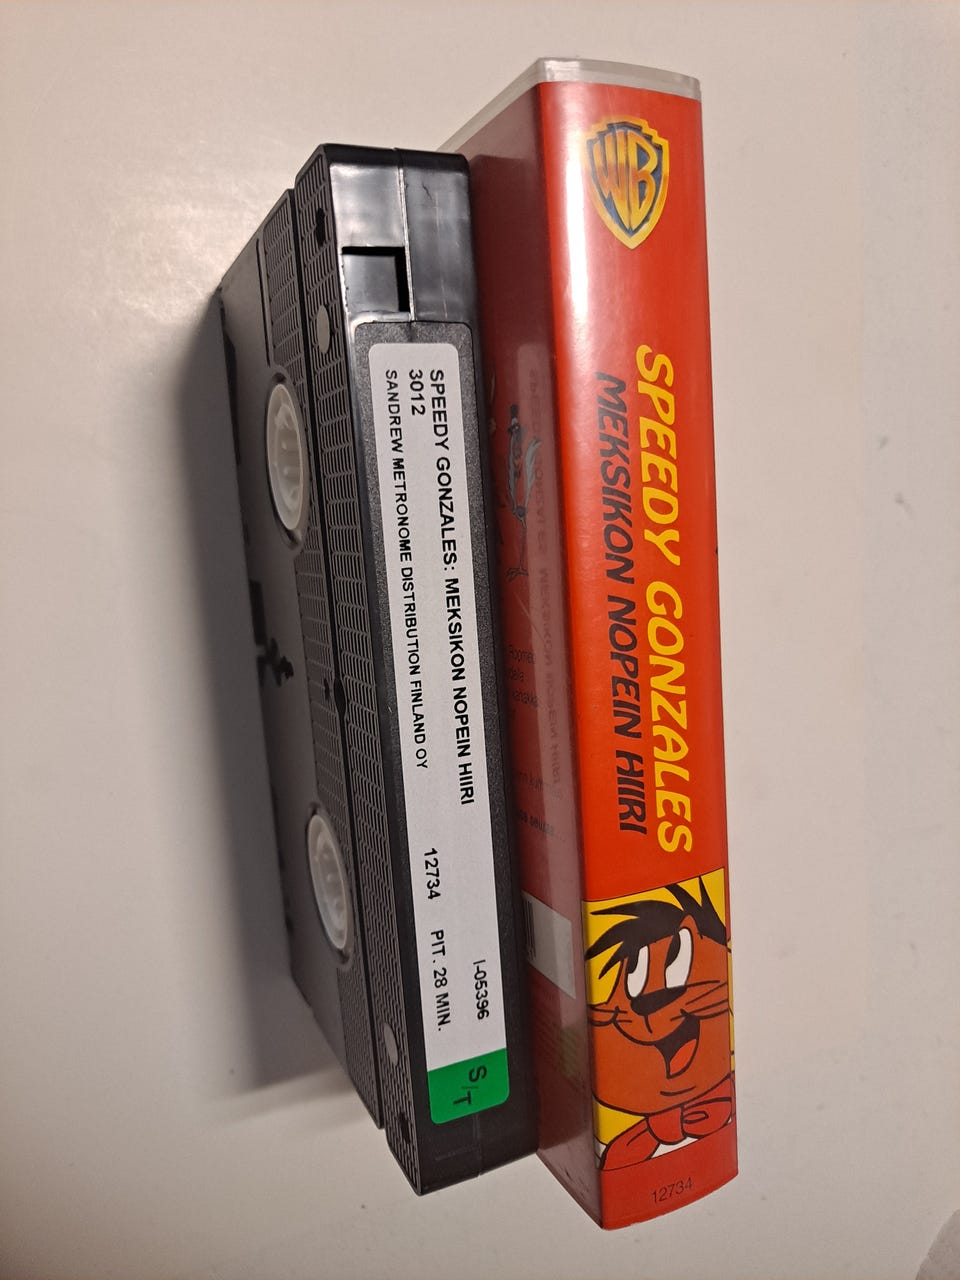 SPEEDY GONZALES: MEKSIKON NOPEIN HIIRI
3012
SANDREW METRONOME DISTRIBUTION FINLAND OY
I-05396
12734 PIT. 28 MIN.
S/T
WB
SPEEDY GONZALES
MEKSIKON NOPEIN HIIRI
12734